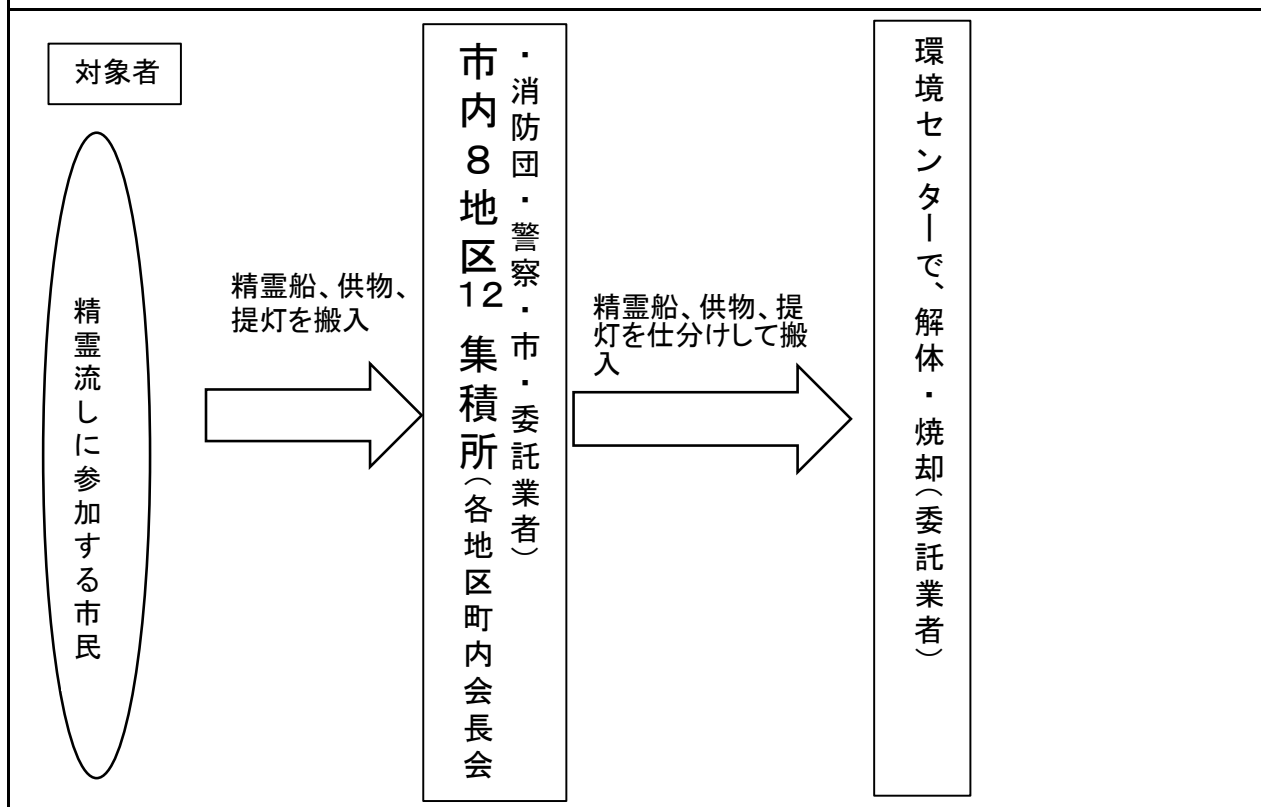 対象者
精霊流しに参加する市民
精霊船、供物、
提灯を搬入
市内8地区12 集積所(各地区町内会長会
・消防団・警察・市・委託業者)
精霊船、供物、提
灯を仕分けして搬
入
環境センターで、解体・焼却(委託業者)